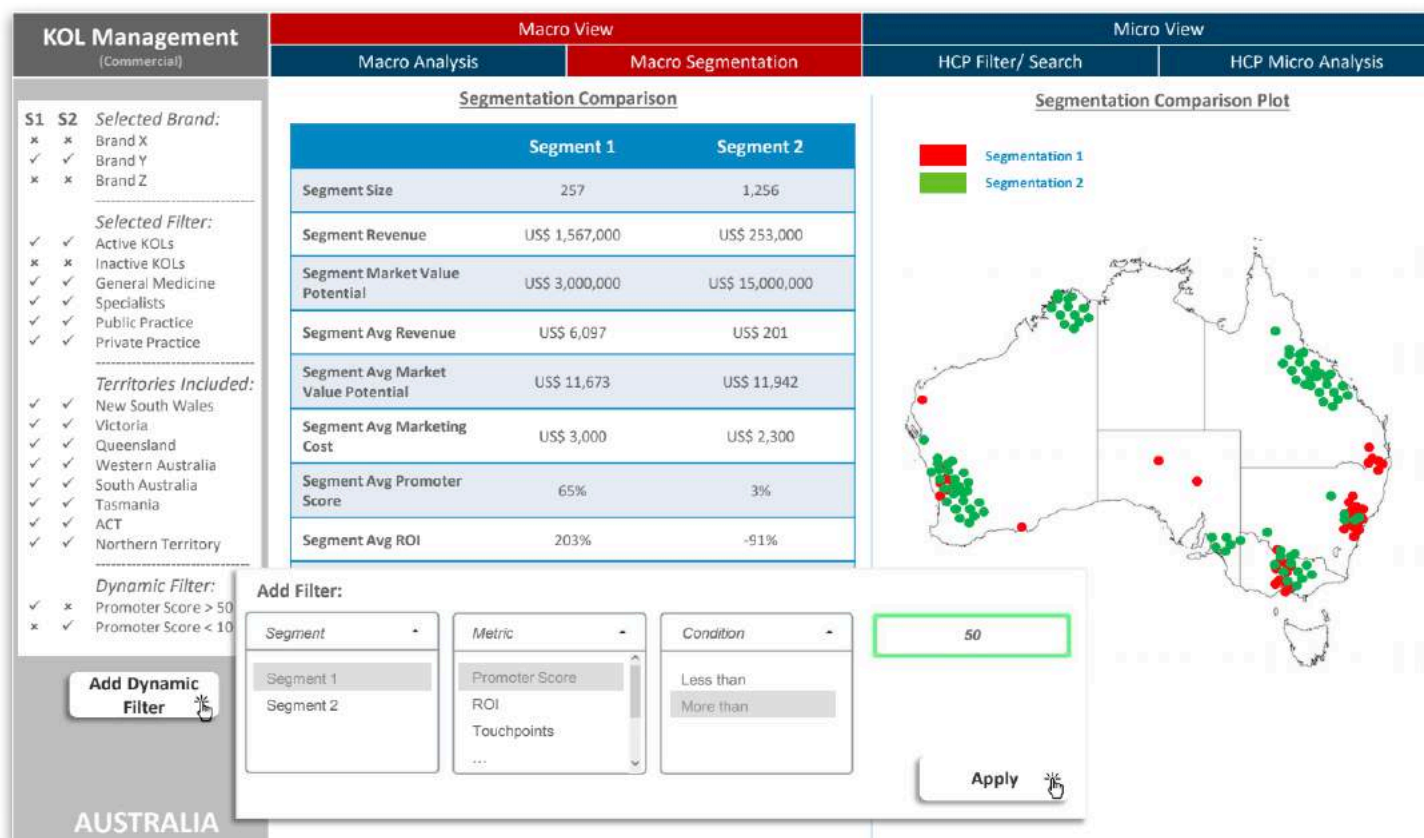 KOL Management
(Commercial)
Macro View
Micro View
Macro Analysis
Macro Segmentation
HCP Filter/ Search
HCP Micro Analysis
S1 S2 Selected Brand:
× × Brand X
✓ ✓ Brand Y
× × Brand Z
Selected Filter:
✓ ✓ Active KOLs
× × Inactive KOLs
✓ ✓ General Medicine
✓ ✓ Specialists
✓ ✓ Public Practice
✓ ✓ Private Practice
Territories Included:
✓ ✓ New South Wales
✓ ✓ Victoria
✓ ✓ Queensland
✓ ✓ Western Australia
✓ ✓ South Australia
✓ ✓ Tasmania
✓ ✓ ACT
✓ ✓ Northern Territory
Dynamic Filter:
✓ × Promoter Score > 50
× ✓ Promoter Score < 10
Add Dynamic
Filter
AUSTRALIA
Segmentation Comparison
Segment 1 Segment 2
Segment Size 257 1,256
Segment Revenue US$ 1,567,000 US$ 253,000
Segment Market Value
Potential US$ 3,000,000 US$ 15,000,000
Segment Avg Revenue US$ 6,097 US$ 201
Segment Avg Market
Value Potential US$ 11,673 US$ 11,942
Segment Avg Marketing
Cost US$ 3,000 US$ 2,300
Segment Avg Promoter
Score 65% 3%
Segment Avg ROI 203% -91%
Segmentation Comparison Plot
Segmentation 1
Segmentation 2
Add Filter:
Segment
Segment 1
Segment 2
Metric
Promoter Score
ROI
Touchpoints
...
Condition
Less than
More than
50
Apply